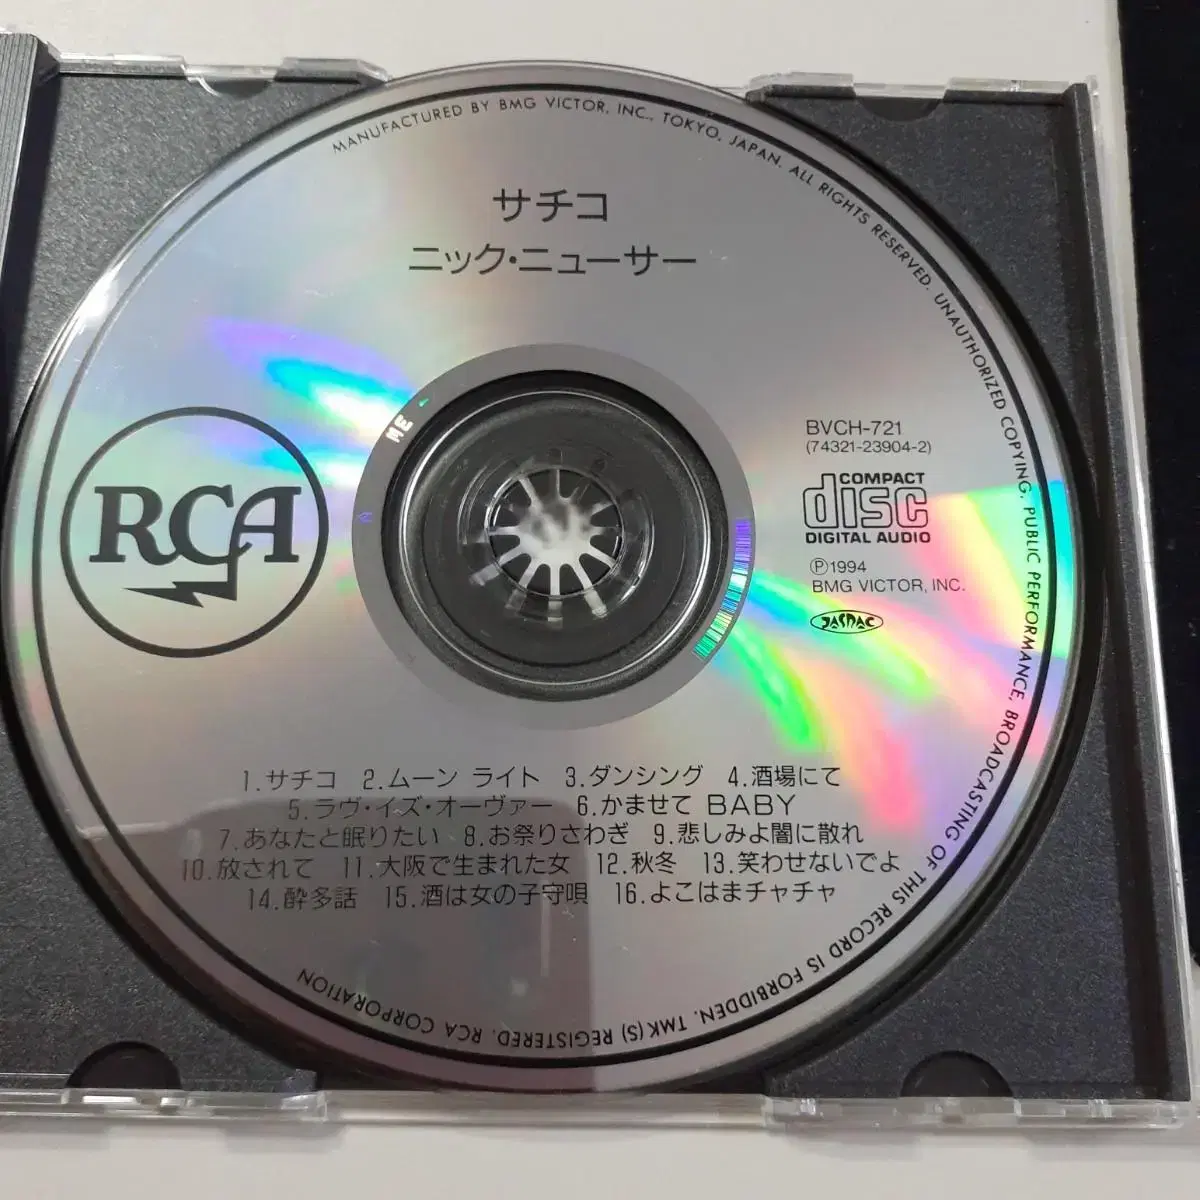 MANUFACTURED BY BMG VICTOR, INC., TOKYO, JAPAN. ALL RIGHTS RESERVED. UNAUTHORIZED COPYING, PUBLIC PERFORMANCE, BROADCASTING OF THIS RECORD IS FORBIDDEN. TMK(S) REGISTERED. RCA CORPORATION
サチコ
ニック・ニューサー
RCA
BVCH-721
(74321-23904-2)
COMPACT
disc
DIGITAL AUDIO
Ⓟ1994
BMG VICTOR, INC.
JASRAC
1.サチコ 2.ムーン ライト 3.ダンシング 4.酒場にて
5.ラヴ・イズ・オーヴァー 6.かませて BABY
7.あなたと眠りたい 8.お祭りさわぎ 9.悲しみよ闇に散れ
10.放されて 11.大阪で生まれた女 12.秋冬 13.笑わせないでよ
14.酔多話 15.酒は女の子守唄 16.よこはまチャチャ